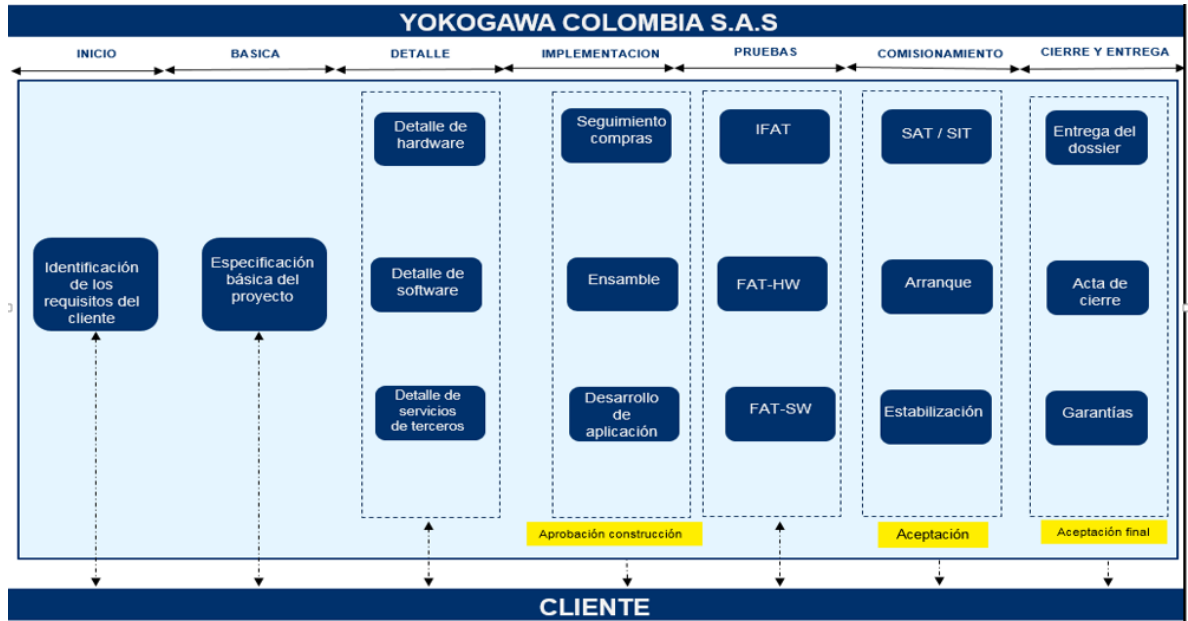 YOKOGAWA COLOMBIA S.A.S
INICIO
BASICA
DETALLE
IMPLEMENTACION
PRUEBAS
COMISIONAMIENTO
CIERRE Y ENTREGA
Detalle de
hardware
Seguimiento
compras
IFAT
SAT / SIT
Entrega del
dossier
Identificación
de los
requisitos del
cliente
Especificación
básica del
proyecto
Detalle de
software
Ensamble
FAT-HW
Arranque
Acta de
cierre
Detalle de
servicios
de terceros
Desarrollo
de
aplicación
FAT-SW
Estabilización
Garantías
Aprobación construcción
Aceptación
Aceptación final
CLIENTE